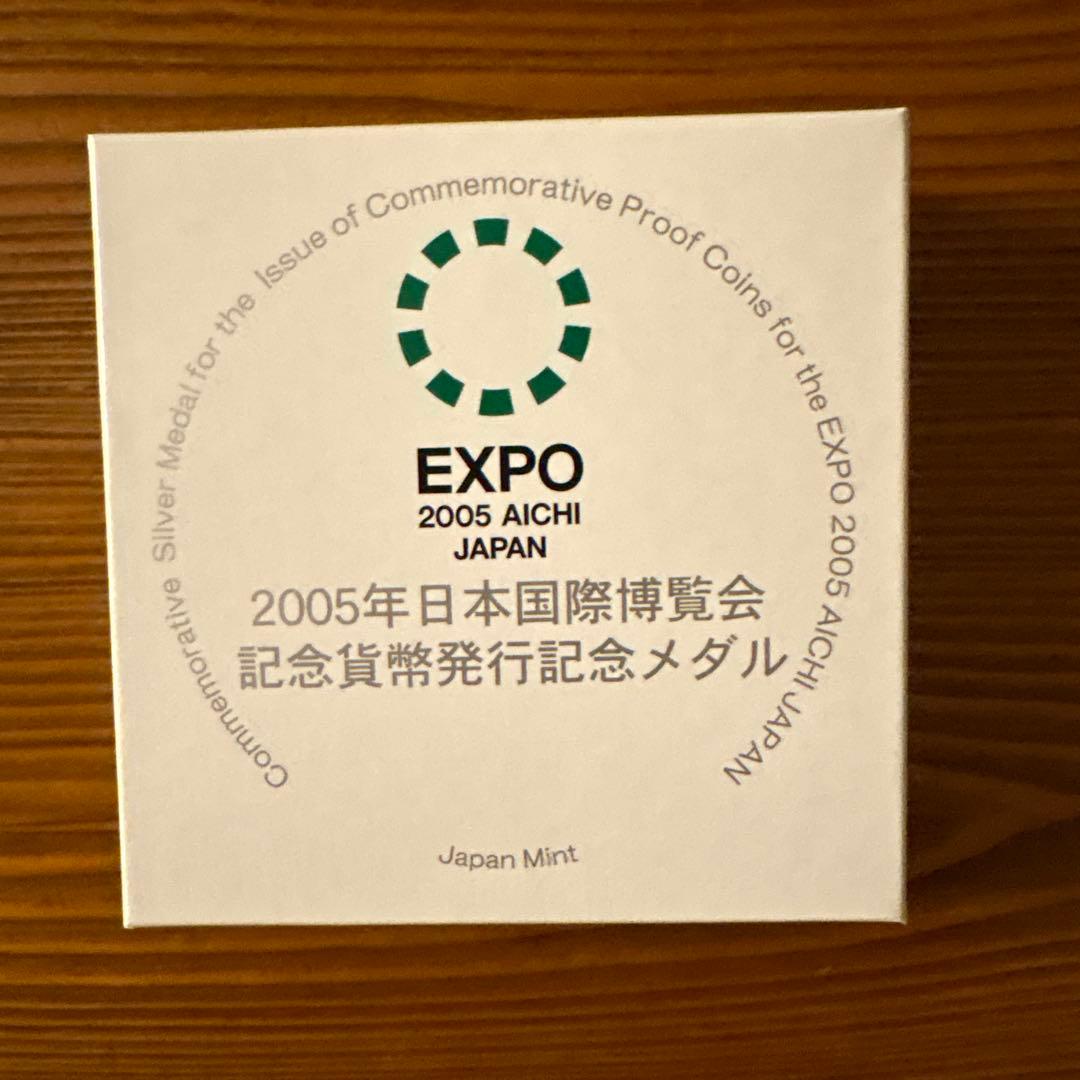 Commemorative Silver Medal for the Issue of Commemorative Proof Coins for the EXPO 2005 AICHI JAPAN
EXPO
2005 AICHI
JAPAN
2005年日本国際博覧会
記念貨幣発行記念メダル
Japan Mint